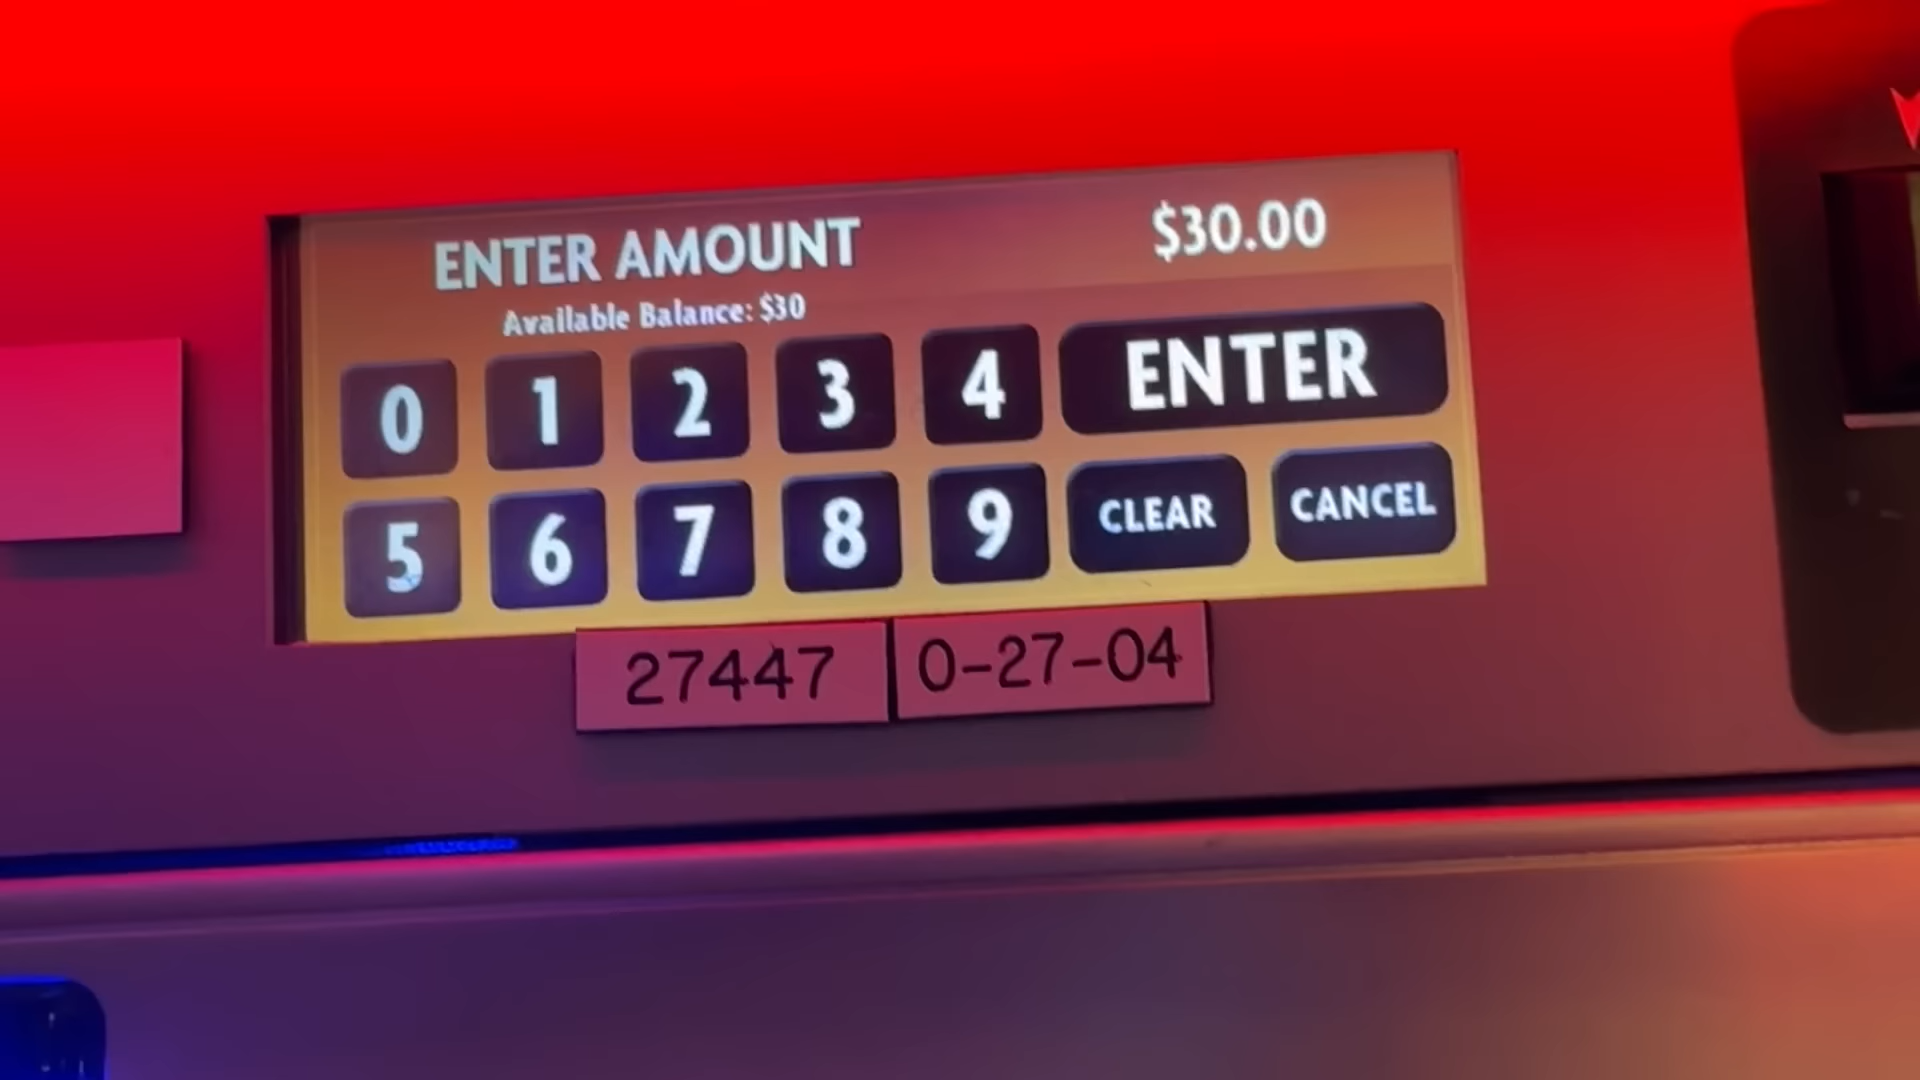 ENTER AMOUNT $30.00
Available Balance: $30
0 1 2 3 4 ENTER
5 6 7 8 9 CLEAR CANCEL
27447 0-27-04